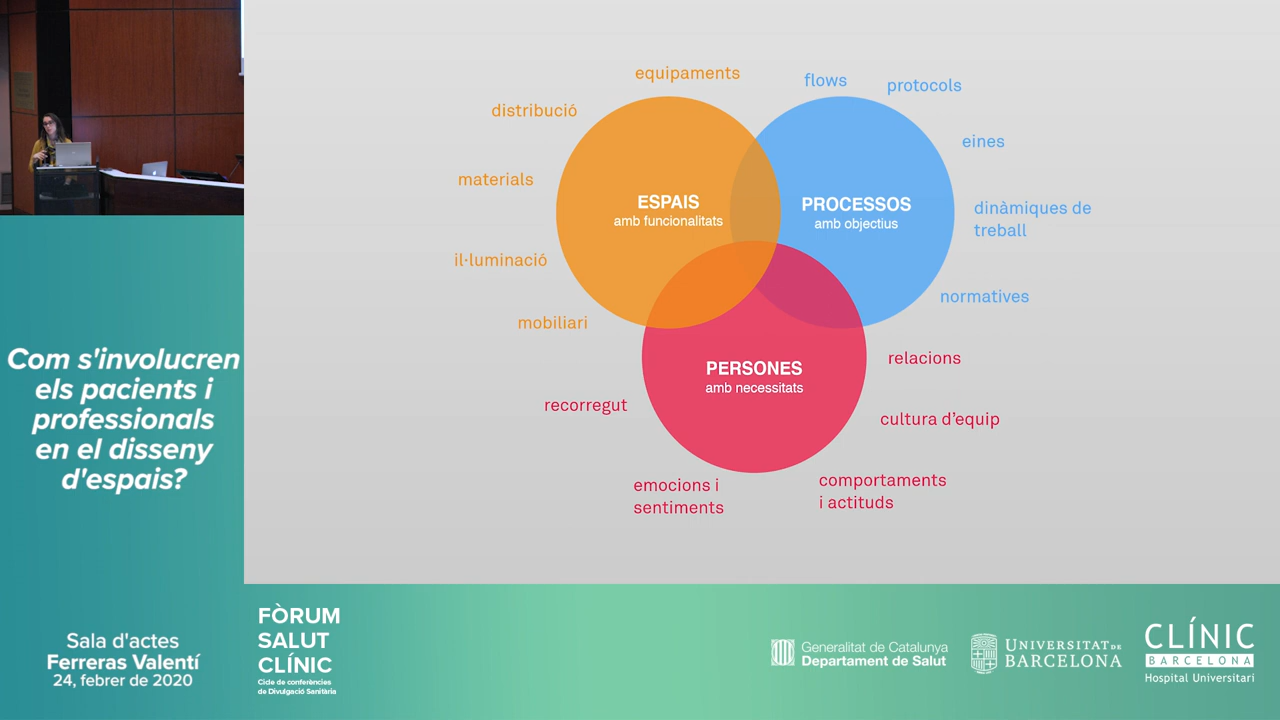 equipaments
distribució
materials
il·luminació
mobiliari
ESPAIS
amb funcionalitats
flows
protocols
eines
dinàmiques de
treball
normatives
PROCESSOS
amb objectius
PERSONES
amb necessitats
recorregut
emocions i
sentiments
relacions
cultura d'equip
comportaments
i actituds
Com s'involucren
els pacients i
professionals
en el disseny
d'espais?
Sala d'actes
Ferreras Valentí
24, febrer de 2020
FÒRUM
SALUT
CLÍNIC
Cicle de conferències
de Divulgació Sanitària
Generalitat de Catalunya
Departament de Salut
UNIVERSITAT DE
BARCELONA
CLÍNIC
BARCELONA
Hospital Universitari